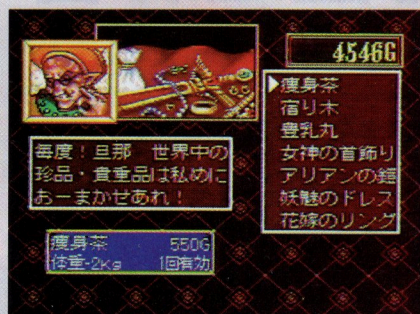 4546G
痩身茶
宿り木
豊乳丸
女神の首飾り
アリアンの鎧
妖魅のドレス
花嫁のリング
毎度！旦那 世界中の
珍品・貴重品は私めに
おーまかせあれ！
痩身茶 550G
体重-2Kg 1回有効